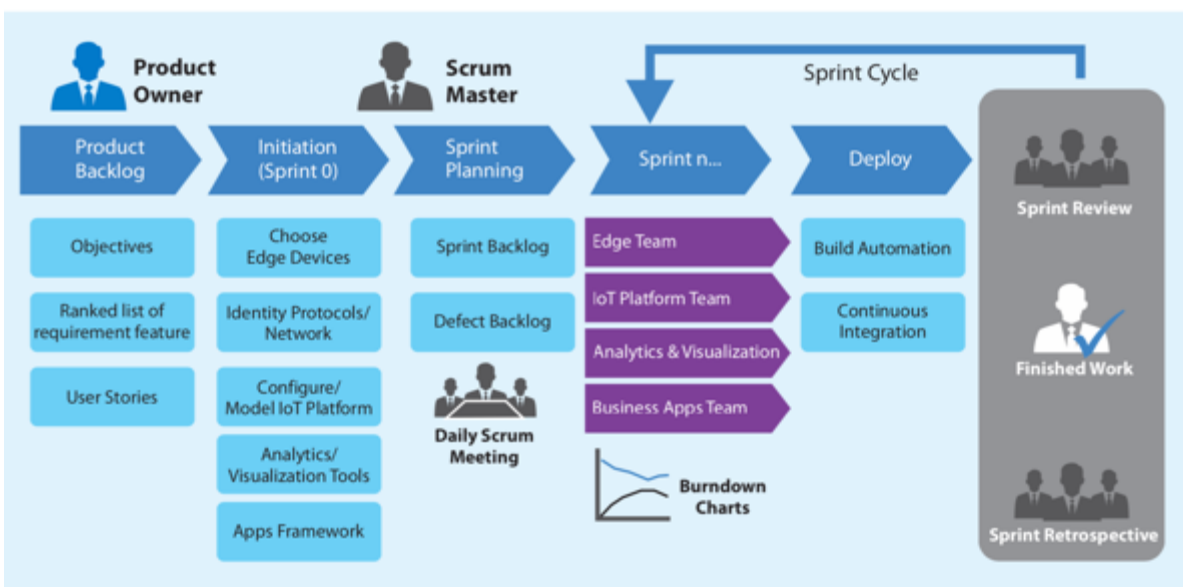 Product
Owner
Scrum
Master
Sprint Cycle
Product
Backlog
Initiation
(Sprint 0)
Sprint
Planning
Sprint n...
Deploy
Objectives
Ranked list of
requirement feature
User Stories
Choose
Edge Devices
Identity Protocols/
Network
Configure/
Model IoT Platform
Analytics/
Visualization Tools
Apps Framework
Sprint Backlog
Defect Backlog
Daily Scrum
Meeting
Edge Team
IoT Platform Team
Analytics & Visualization
Business Apps Team
Burndown
Charts
Build Automation
Continuous
Integration
Sprint Review
Finished Work
Sprint Retrospective